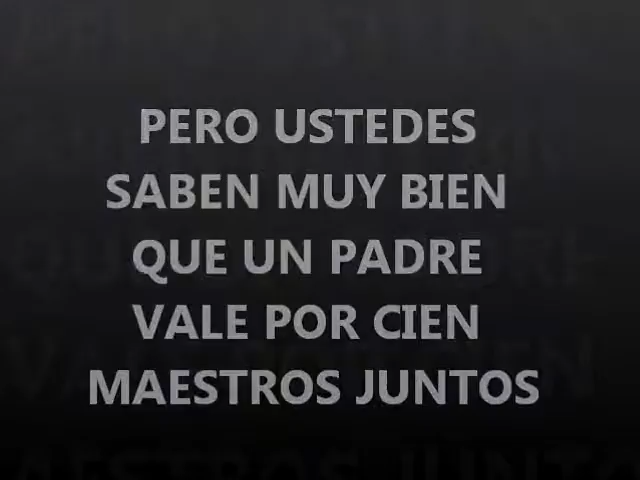 PERO USTEDES
SABEN MUY BIEN
QUE UN PADRE
VALE POR CIEN
MAESTROS JUNTOS